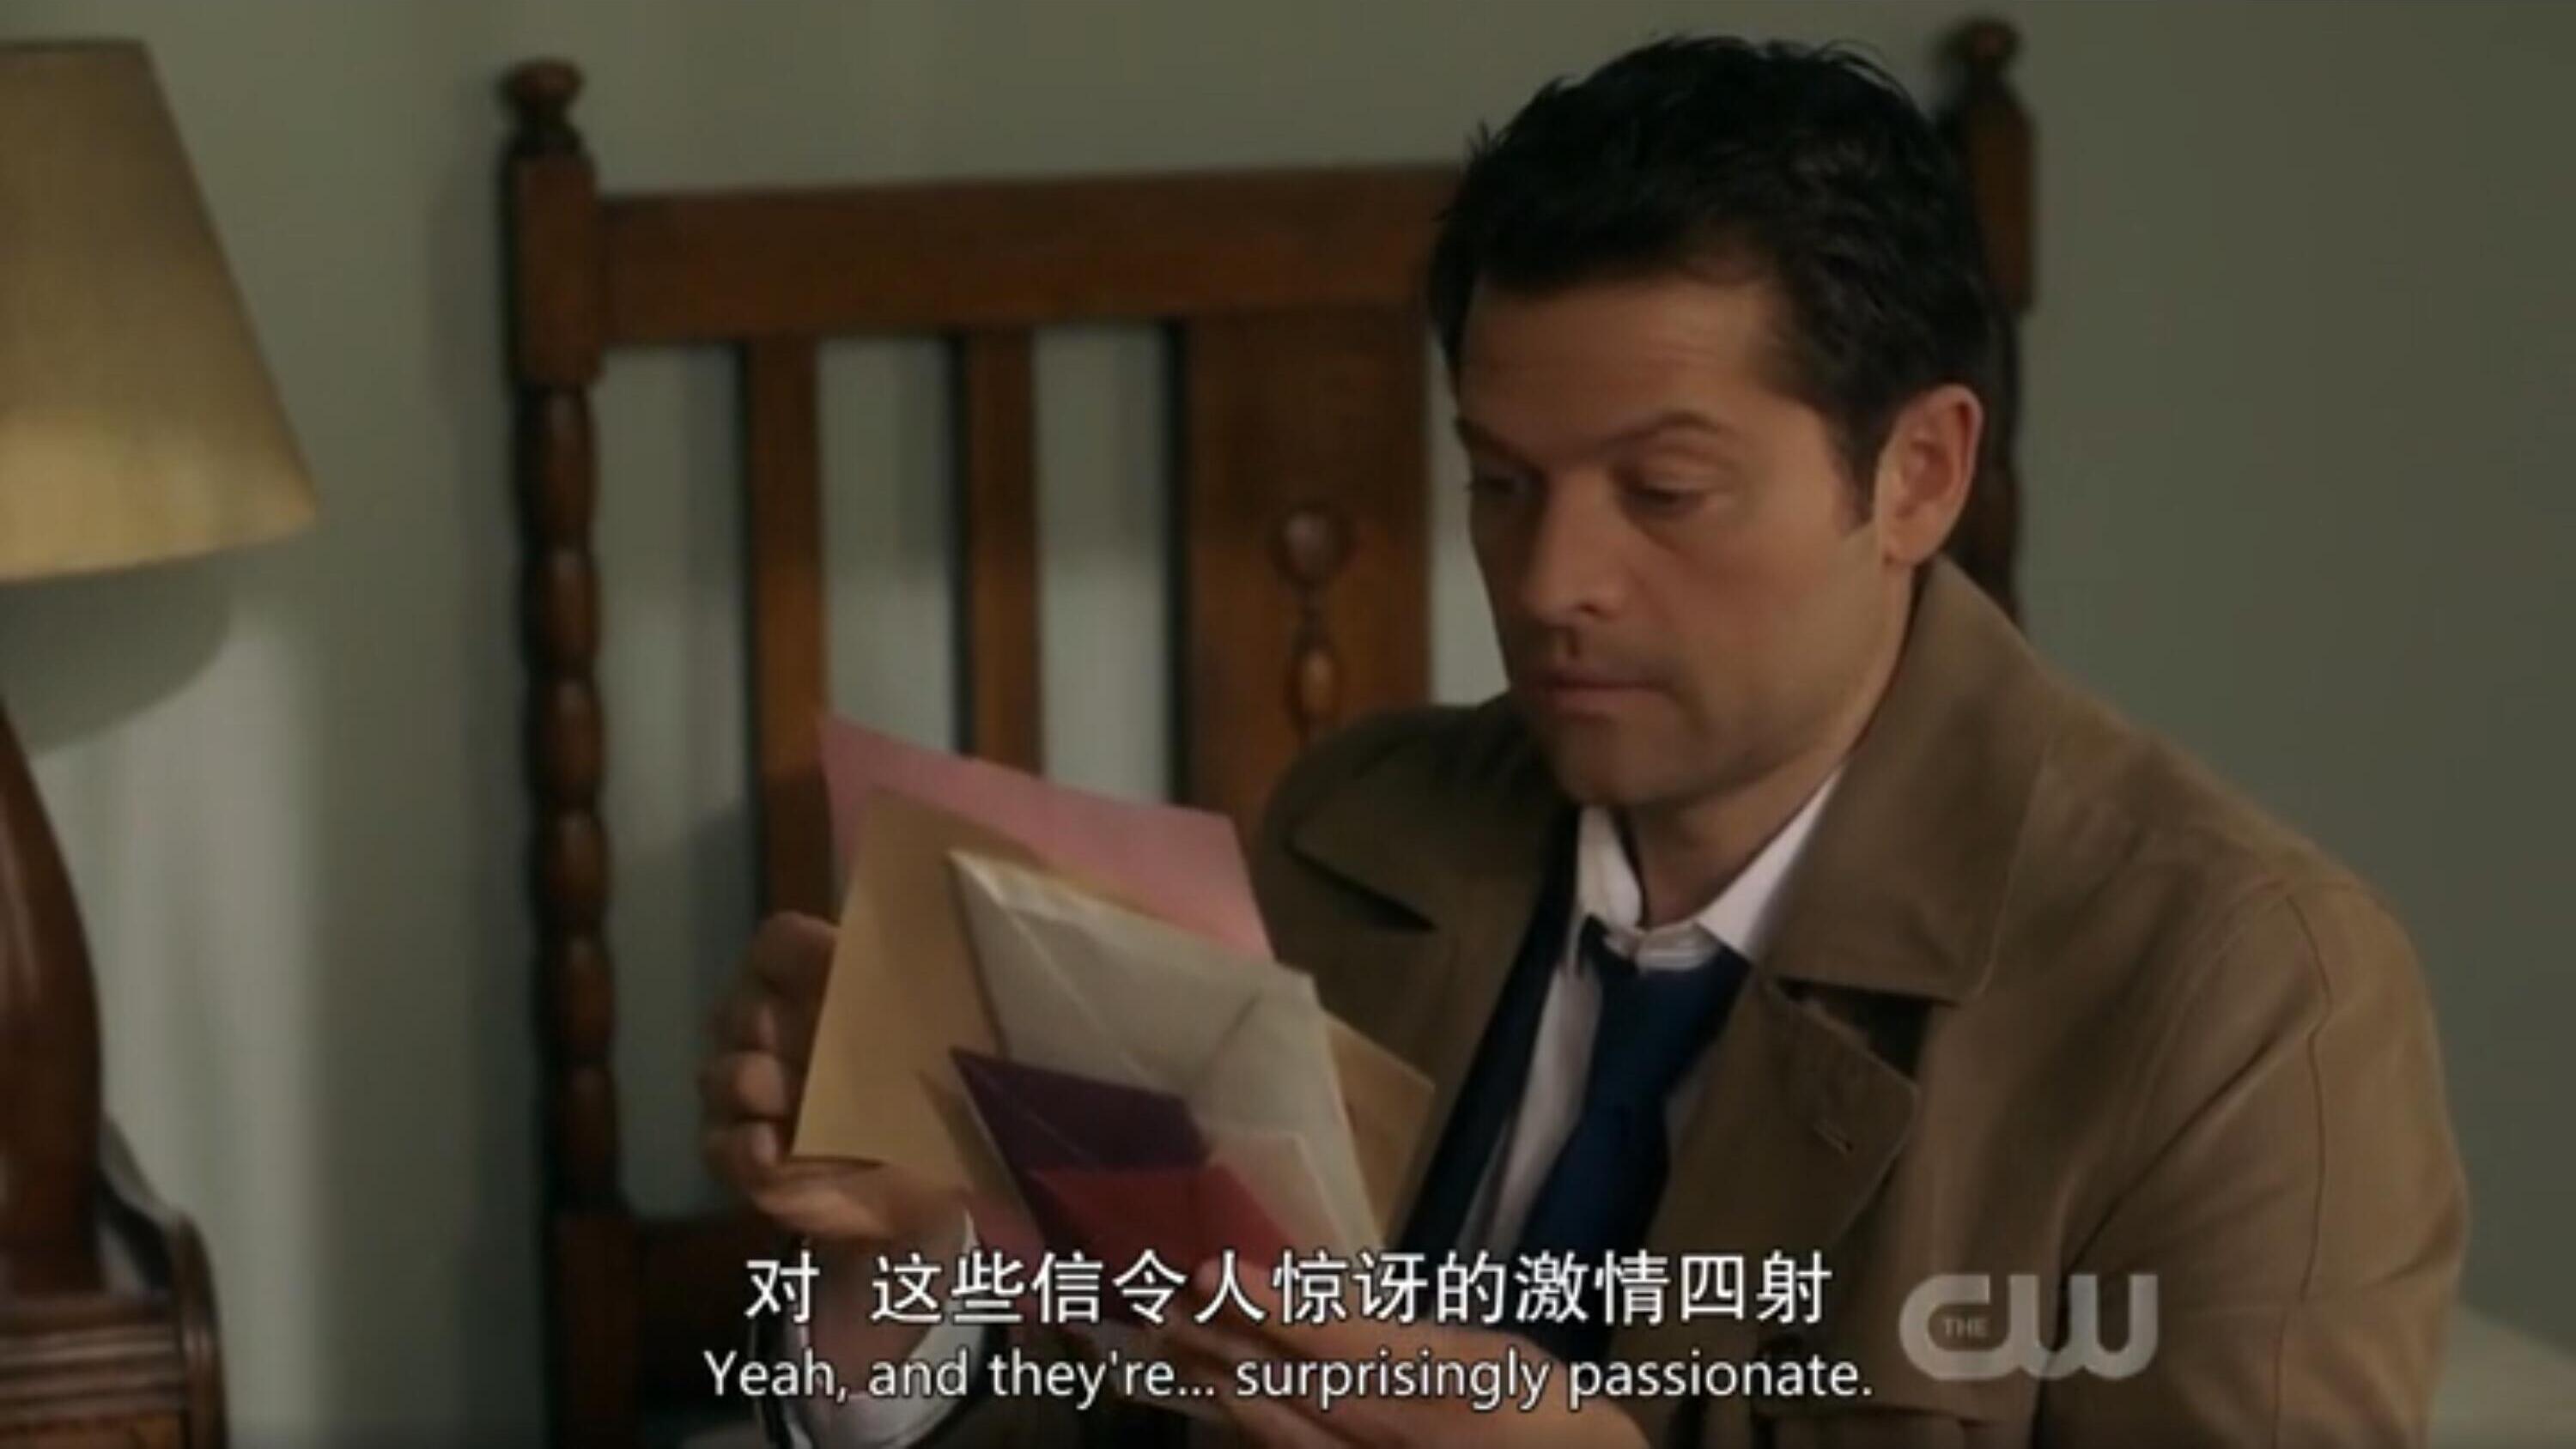 对 这些信令人惊讶的激情四射
Yeah, and they're... surprisingly passionate.
THE CW